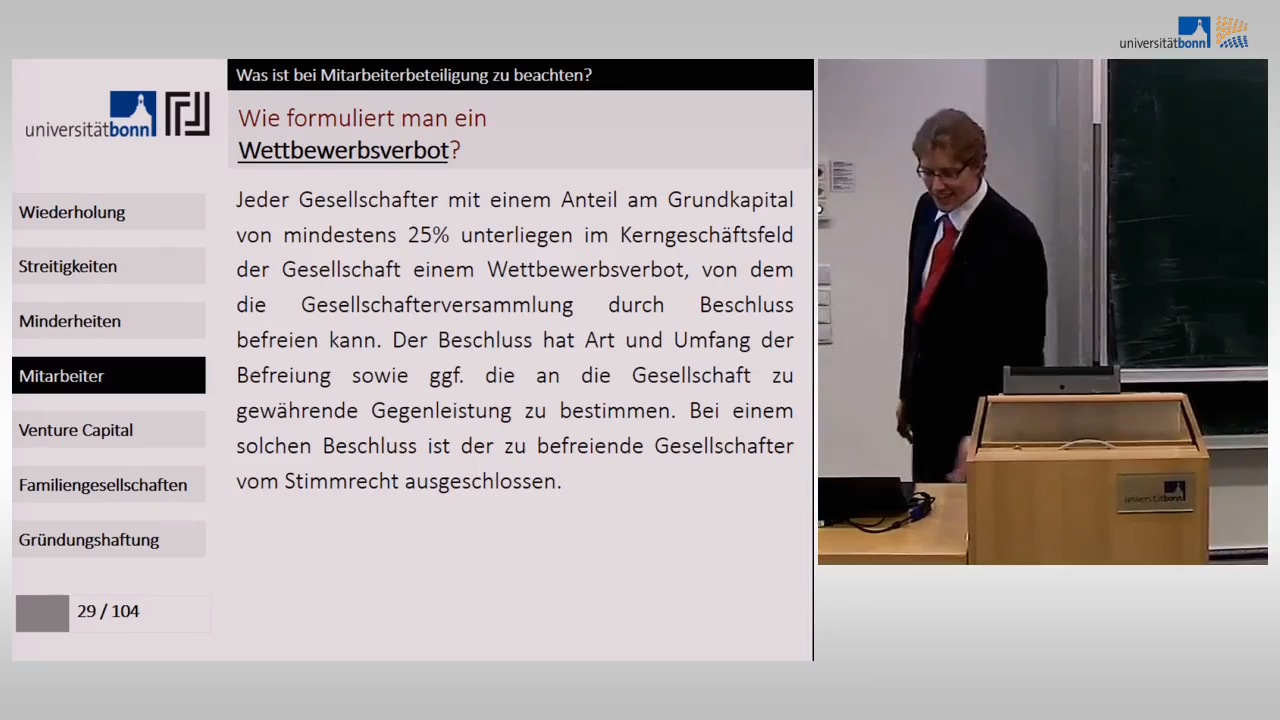 universitätbonn
Was ist bei Mitarbeiterbeteiligung zu beachten?
universitätbonn
Wie formuliert man ein
Wettbewerbsverbot?
Wiederholung
Streitigkeiten
Minderheiten
Mitarbeiter
Venture Capital
Familiengesellschaften
Gründungshaftung
29 / 104
Jeder Gesellschafter mit einem Anteil am Grundkapital
von mindestens 25% unterliegen im Kerngeschäftsfeld
der Gesellschaft einem Wettbewerbsverbot, von dem
die Gesellschafterversammlung durch Beschluss
befreien kann. Der Beschluss hat Art und Umfang der
Befreiung sowie ggf. die an die Gesellschaft zu
gewährende Gegenleistung zu bestimmen. Bei einem
solchen Beschluss ist der zu befreiende Gesellschafter
vom Stimmrecht ausgeschlossen.
universitätbonn